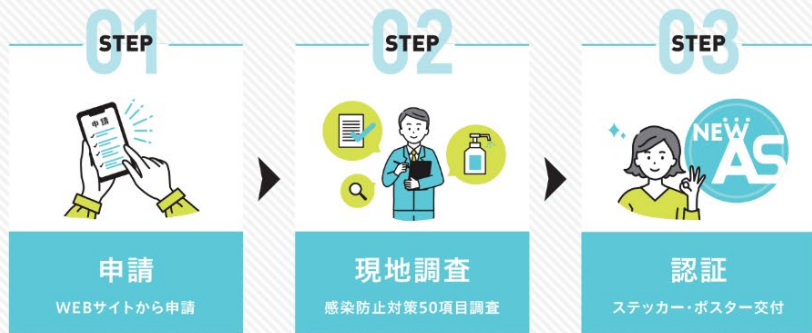 01
STEP
申請
申請
WEBサイトから申請
02
STEP
現地調査
感染防止対策50項目調査
03
STEP
NEW
AS
認証
ステッカー・ポスター交付